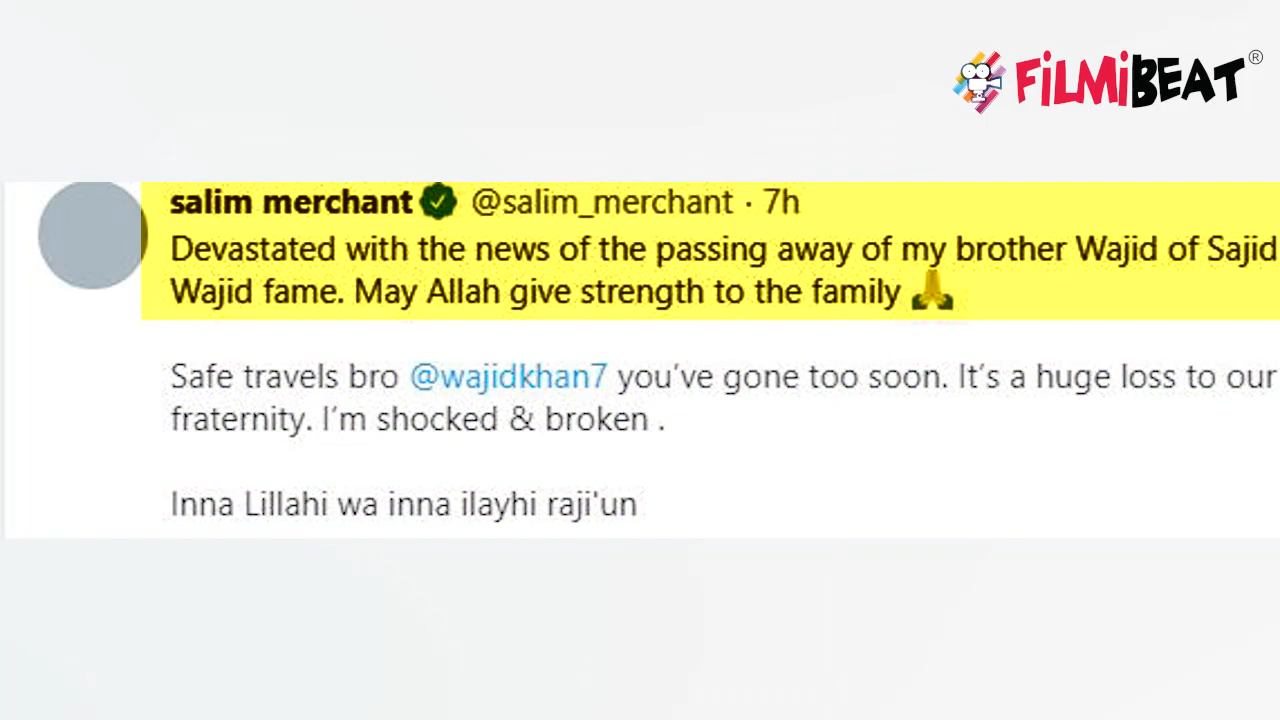 FiLMiBEAT®
salim merchant @salim_merchant · 7h
Devastated with the news of the passing away of my brother Wajid of Sajid
Wajid fame. May Allah give strength to the family 🙏
Safe travels bro @wajidkhan7 you’ve gone too soon. It’s a huge loss to our
fraternity. I’m shocked & broken .
Inna Lillahi wa inna ilayhi raji'un